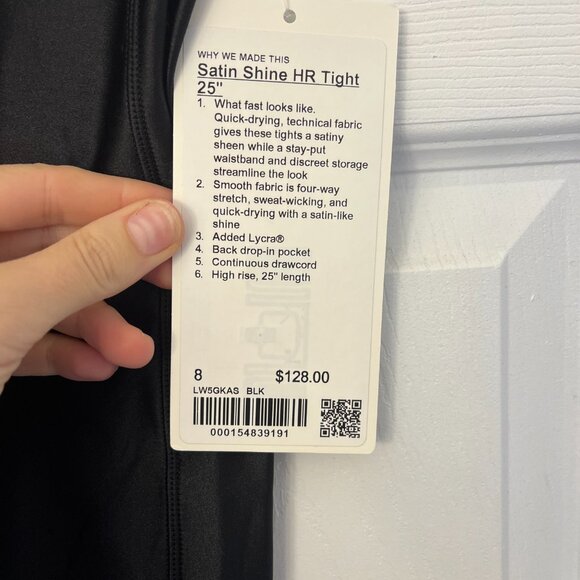 WHY WE MADE THIS
Satin Shine HR Tight
25"
1. What fast looks like.
Quick-drying, technical fabric
gives these tights a satiny
sheen while a stay-put
waistband and discreet storage
streamline the look
2. Smooth fabric is four-way
stretch, sweat-wicking, and
quick-drying with a satin-like
shine
3. Added Lycra®
4. Back drop-in pocket
5. Continuous drawcord
6. High rise, 25" length
8 $128.00
LW5GKAS BLK
000154839191